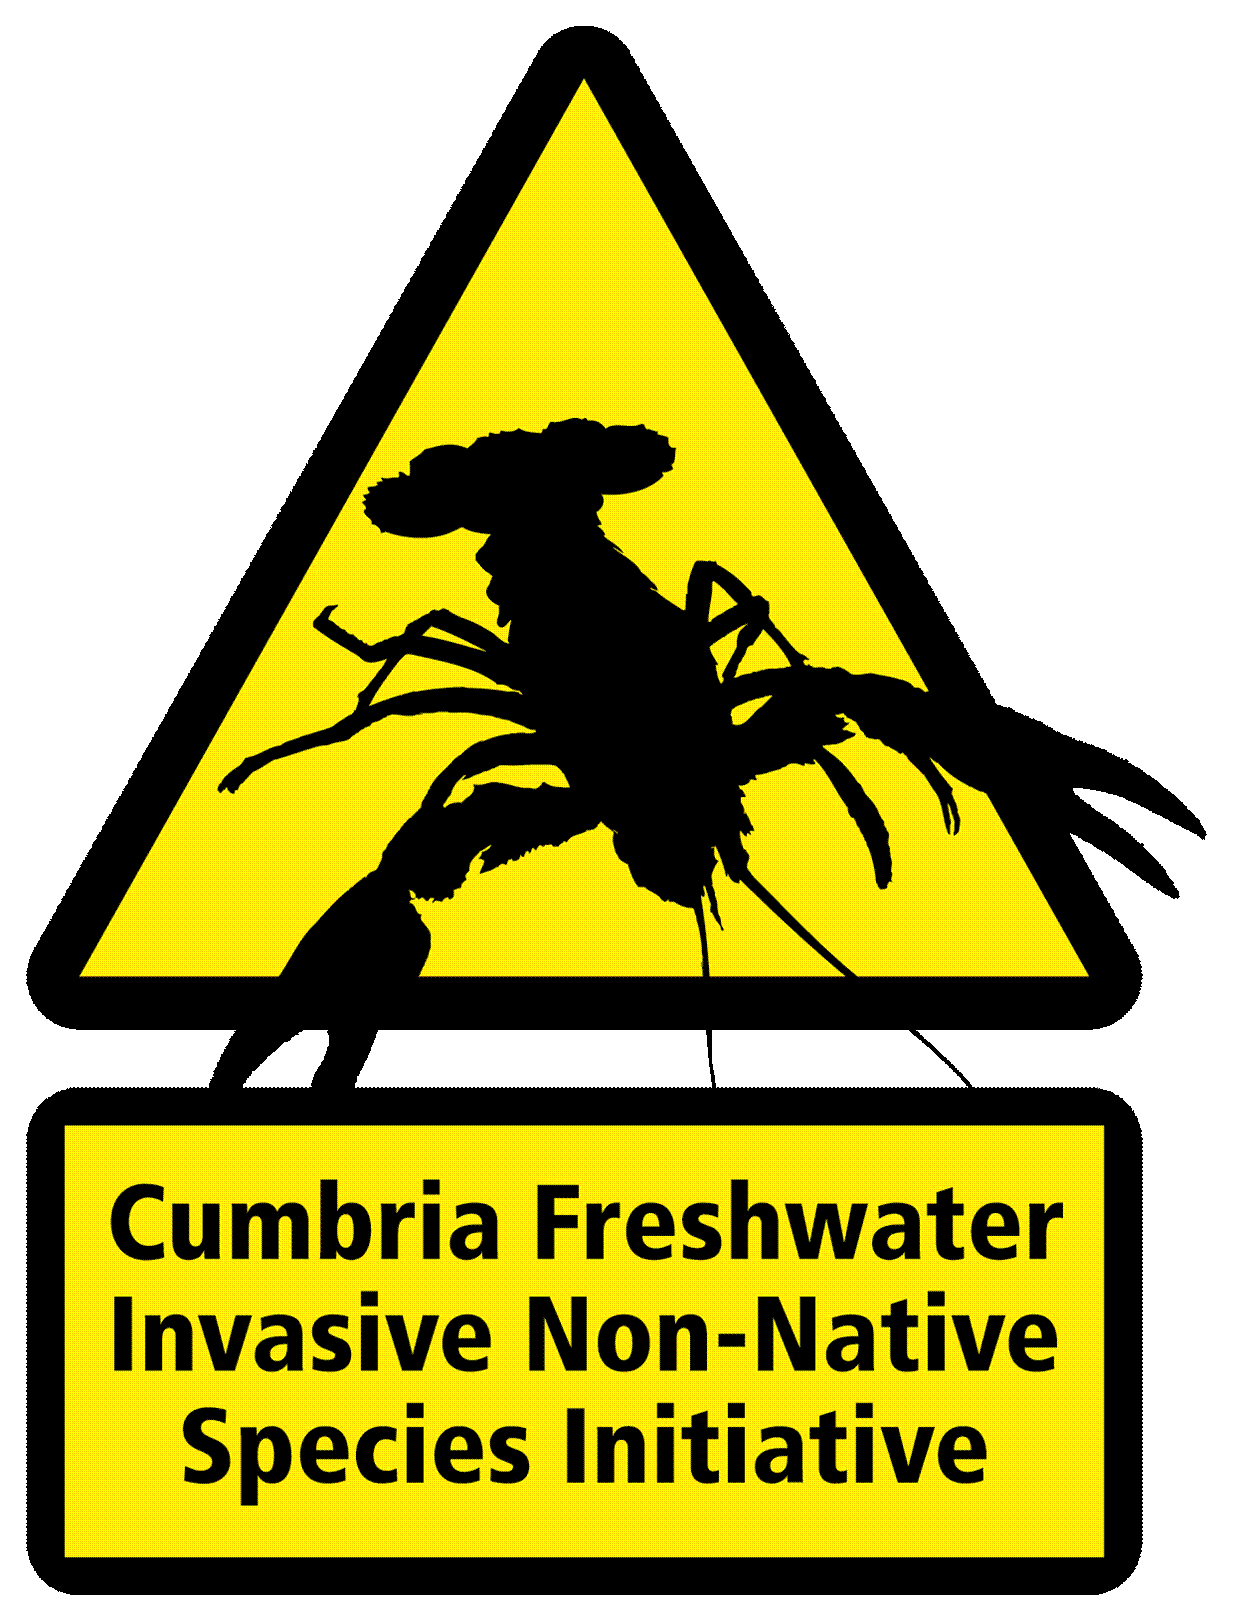 Cumbria Freshwater
Invasive Non-Native
Species Initiative